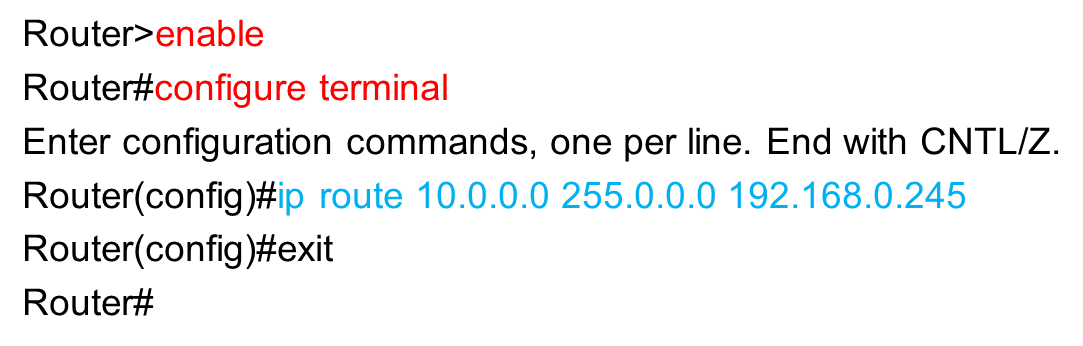 Router>enable
Router#configure terminal
Enter configuration commands, one per line. End with CNTL/Z.
Router(config)#ip route 10.0.0.0 255.0.0.0 192.168.0.245
Router(config)#exit
Router#